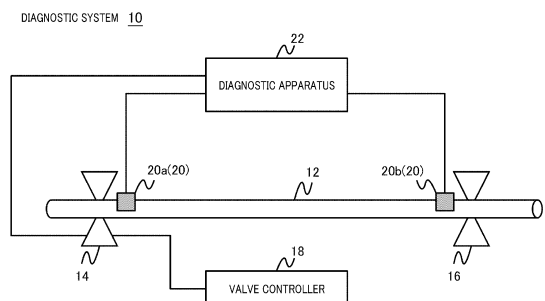 DIAGNOSTIC SYSTEM 10
22
DIAGNOSTIC APPARATUS
20a(20)
12
20b(20)
14
18
16
VALVE CONTROLLER